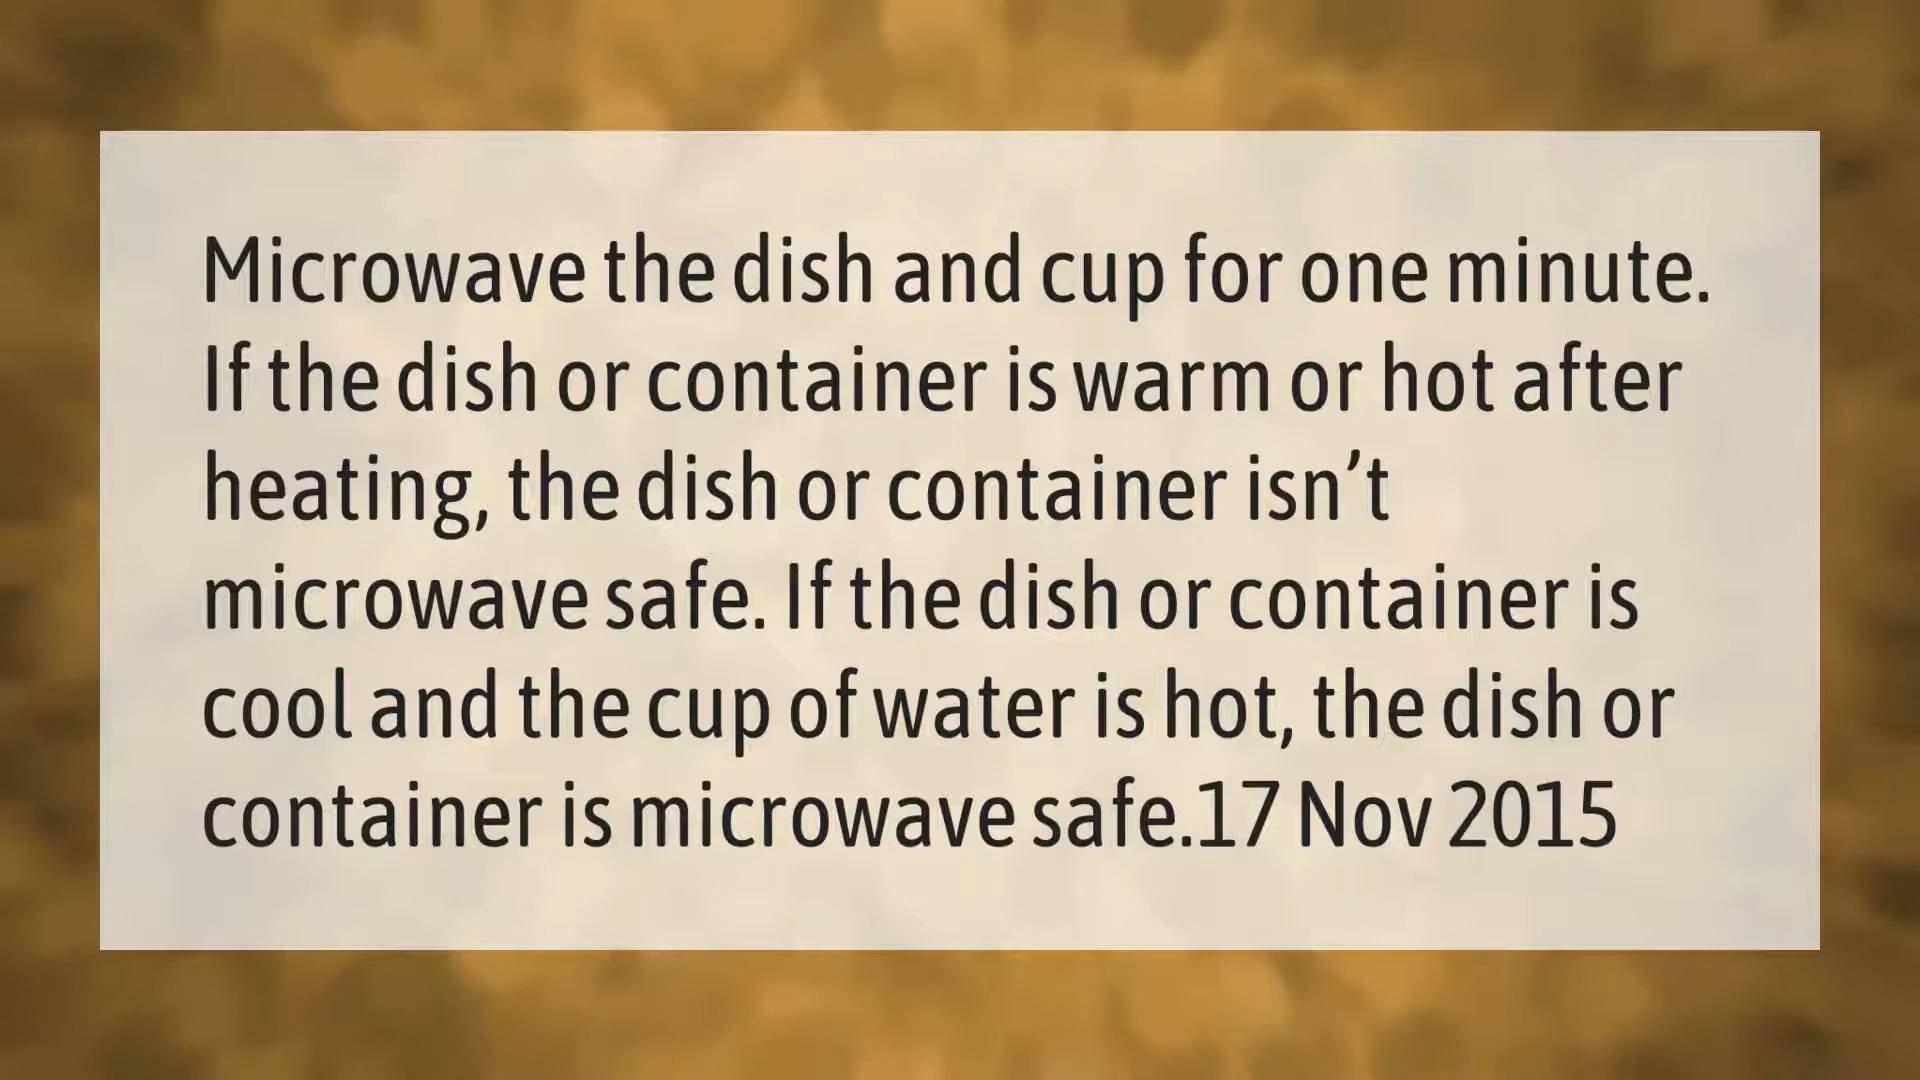 Microwave the dish and cup for one minute.
If the dish or container is warm or hot after
heating, the dish or container isn’t
microwave safe. If the dish or container is
cool and the cup of water is hot, the dish or
container is microwave safe.17 Nov 2015